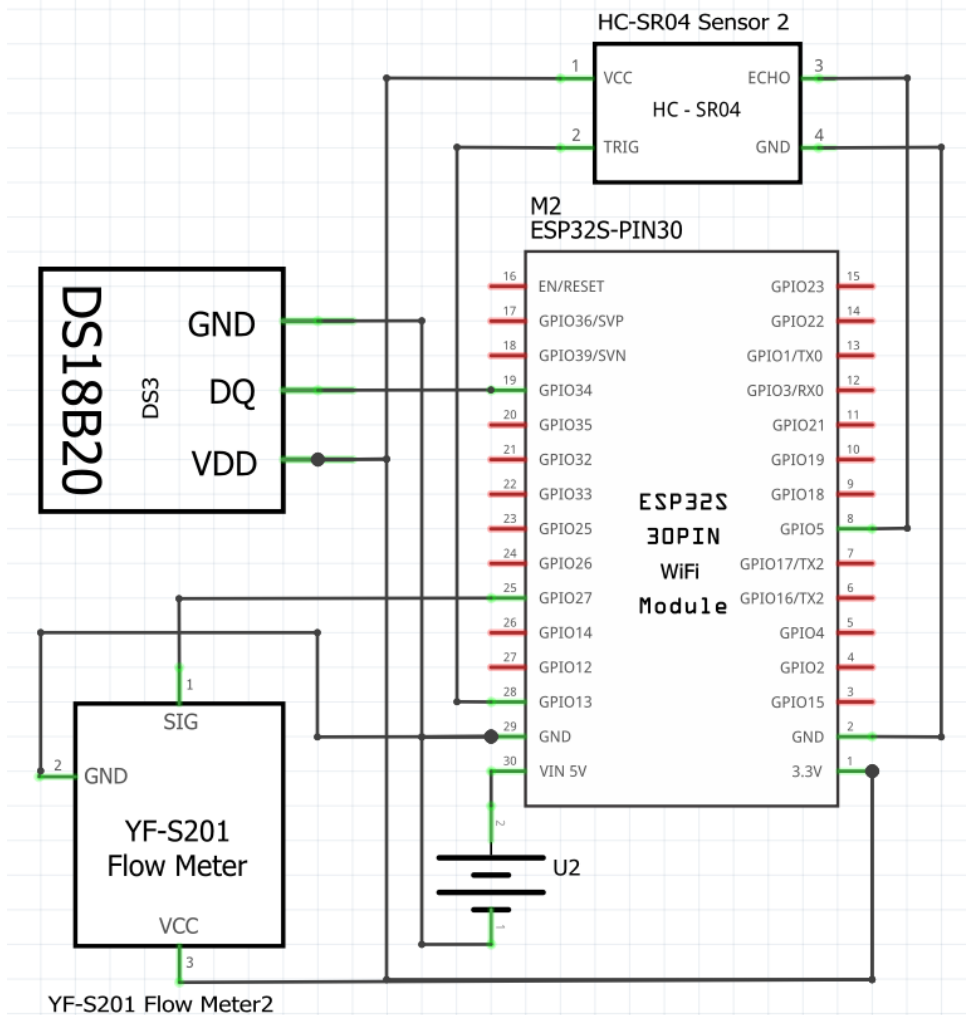 HC-SR04 Sensor 2
1 VCC ECHO 3
HC - SR04
2 TRIG GND 4
M2
ESP32S-PIN30
16 EN/RESET GPIO23 15
17 GPIO36/SVP GPIO22 14
18 GPIO39/SVN GPIO1/TX0 13
19 GPIO34 GPIO3/RX0 12
20 GPIO35 GPIO21 11
21 GPIO32 GPIO19 10
22 GPIO33 GPIO18 9
23 GPIO25 GPIO5 8
24 GPIO26 GPIO17/TX2 7
25 GPIO27 GPIO16/TX2 6
26 GPIO14 GPIO4 5
27 GPIO12 GPIO2 4
28 GPIO13 GPIO15 3
29 GND GND 2
30 VIN 5V 3.3V 1
ESP32S
30PIN
WiFi
Module
DS18B20
DS3
GND
DQ
VDD
1
SIG
2 GND
YF-S201
Flow Meter
VCC
3
YF-S201 Flow Meter2
2
U2
1